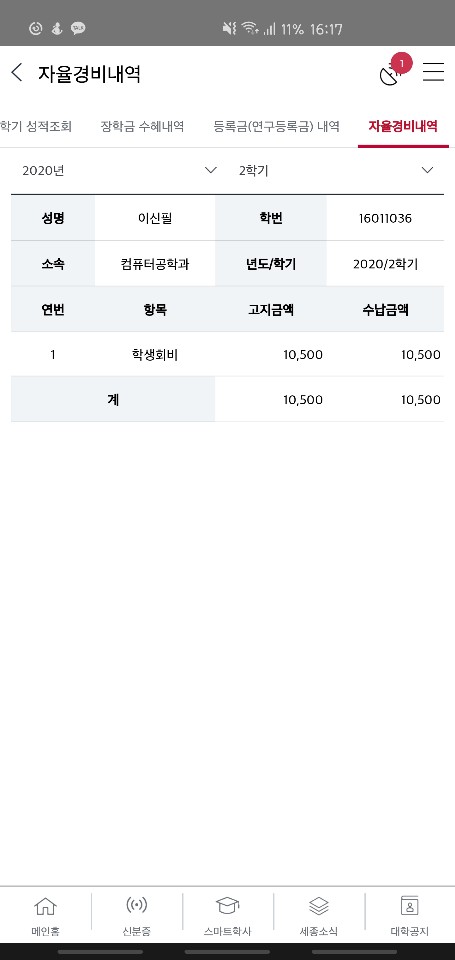 11% 16:17
자율경비내역
1
학기 성적조회 장학금 수혜내역 등록금(연구등록금) 내역 자율경비내역
2020년 2학기
성명 이신필 학번 16011036
소속 컴퓨터공학과 년도/학기 2020/2학기
연번 항목 고지금액 수납금액
1 학생회비 10,500 10,500
계 10,500 10,500
메인홈 신분증 스마트학사 세종소식 대학공지